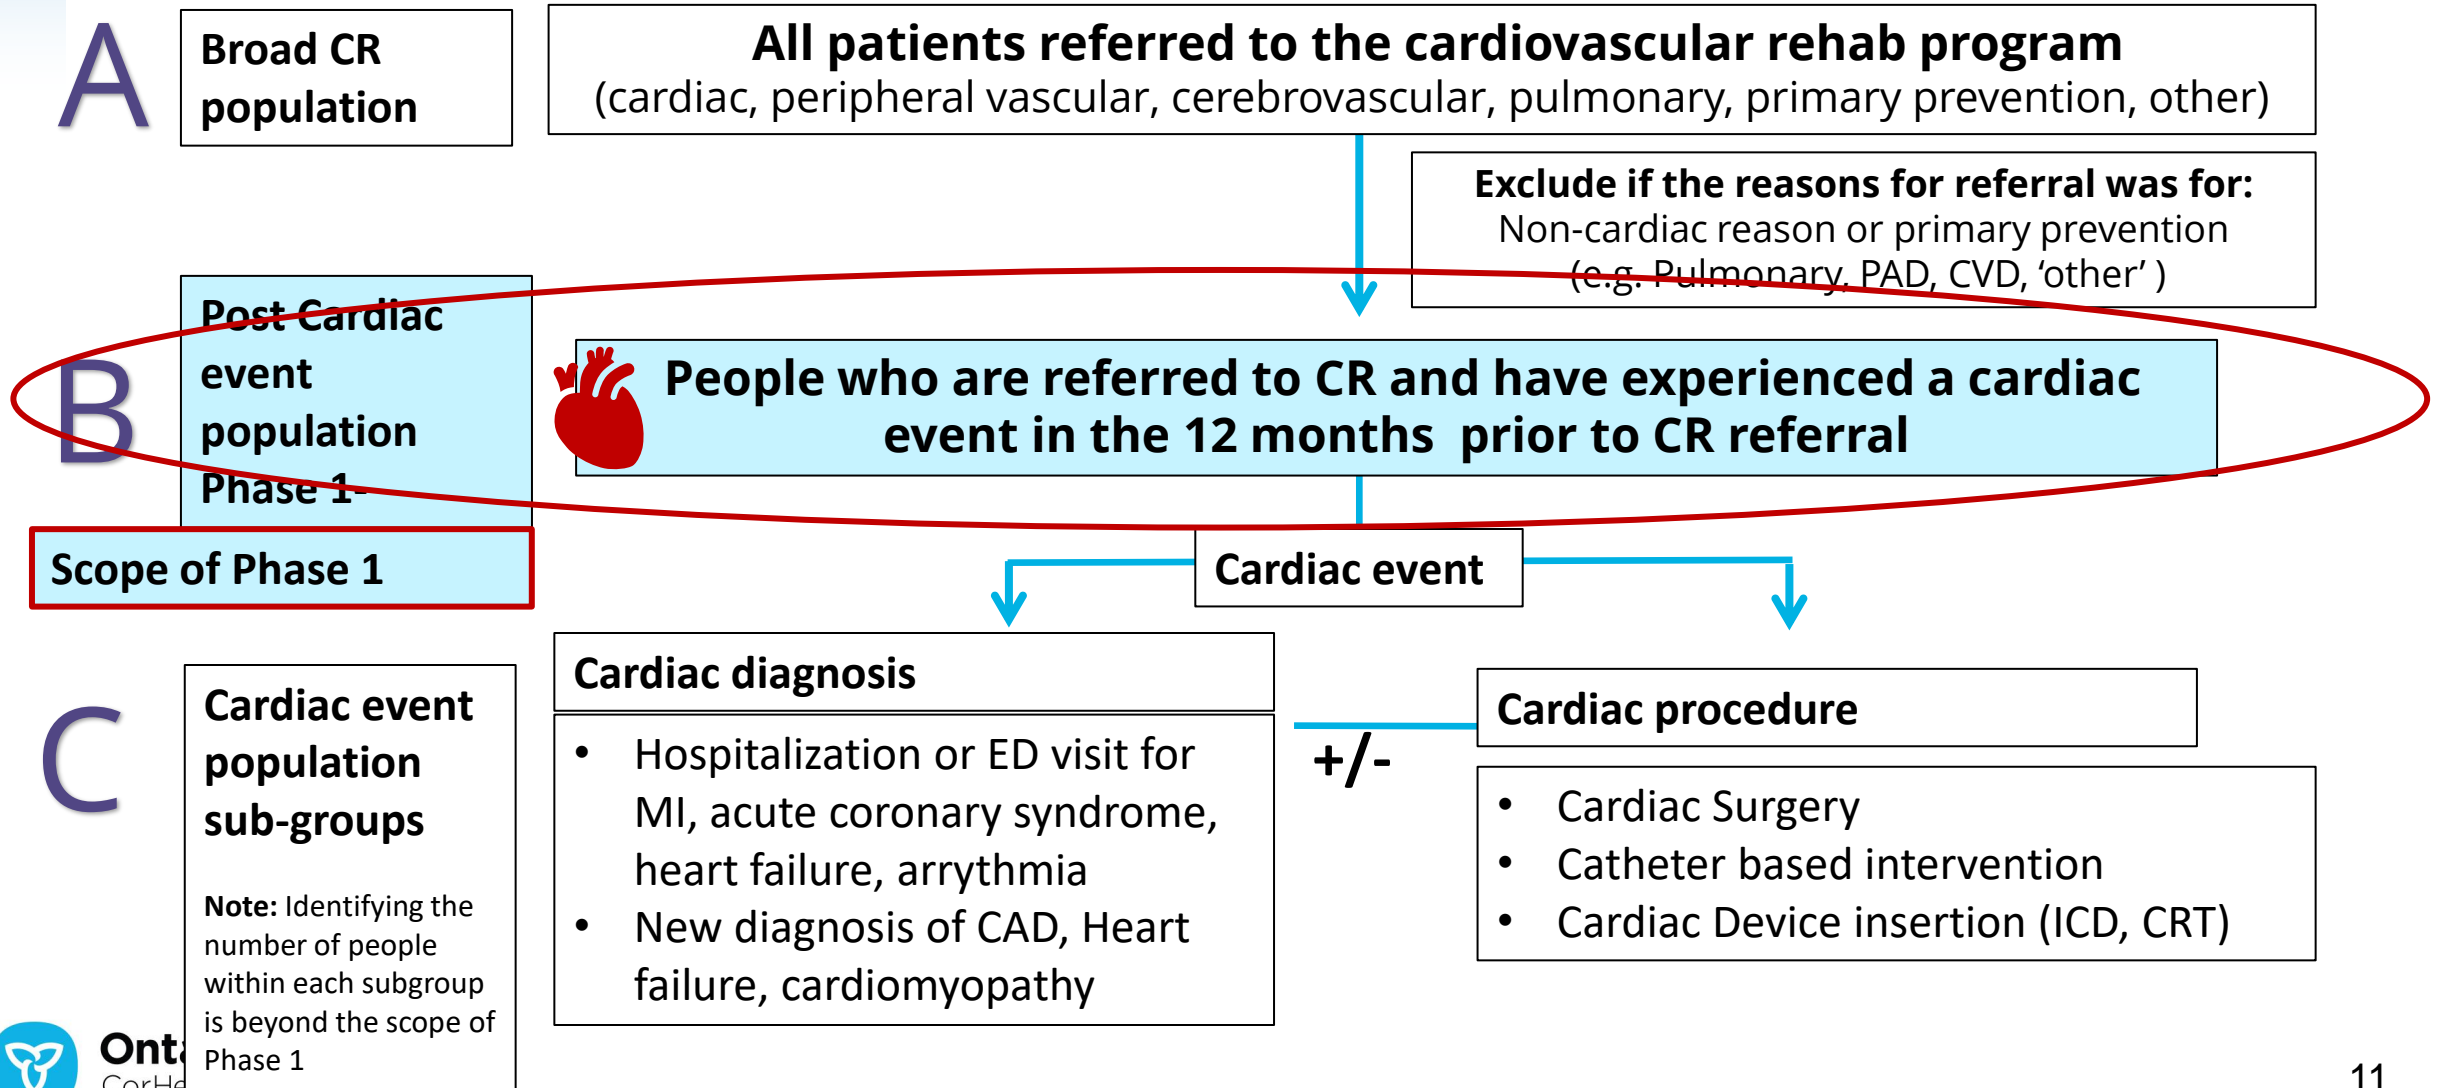 A
Broad CR
population
All patients referred to the cardiovascular rehab program
(cardiac, peripheral vascular, cerebrovascular, pulmonary, primary prevention, other)
Exclude if the reasons for referral was for:
Non-cardiac reason or primary prevention
(e.g. Pulmonary, PAD, CVD, ‘other’ )
B
Post Cardiac
event
population
Phase 1-
Scope of Phase 1
People who are referred to CR and have experienced a cardiac
event in the 12 months prior to CR referral
Cardiac event
C
Cardiac event
population
sub-groups
Note: Identifying the
number of people
within each subgroup
is beyond the scope of
Phase 1
Cardiac diagnosis
• Hospitalization or ED visit for
MI, acute coronary syndrome,
heart failure, arrythmia
• New diagnosis of CAD, Heart
failure, cardiomyopathy
+/-
Cardiac procedure
• Cardiac Surgery
• Catheter based intervention
• Cardiac Device insertion (ICD, CRT)
11